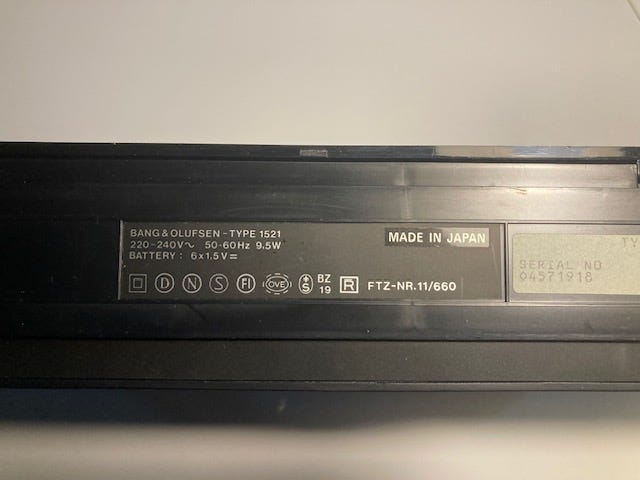 BANG & OLUFSEN - TYPE 1521
220-240V~ 50-60Hz 9.5W
BATTERY: 6x1.5V
MADE IN JAPAN
D N S FI OVE S BZ 19 R FTZ-NR.11/660
TY
SERIAL NO
04571918